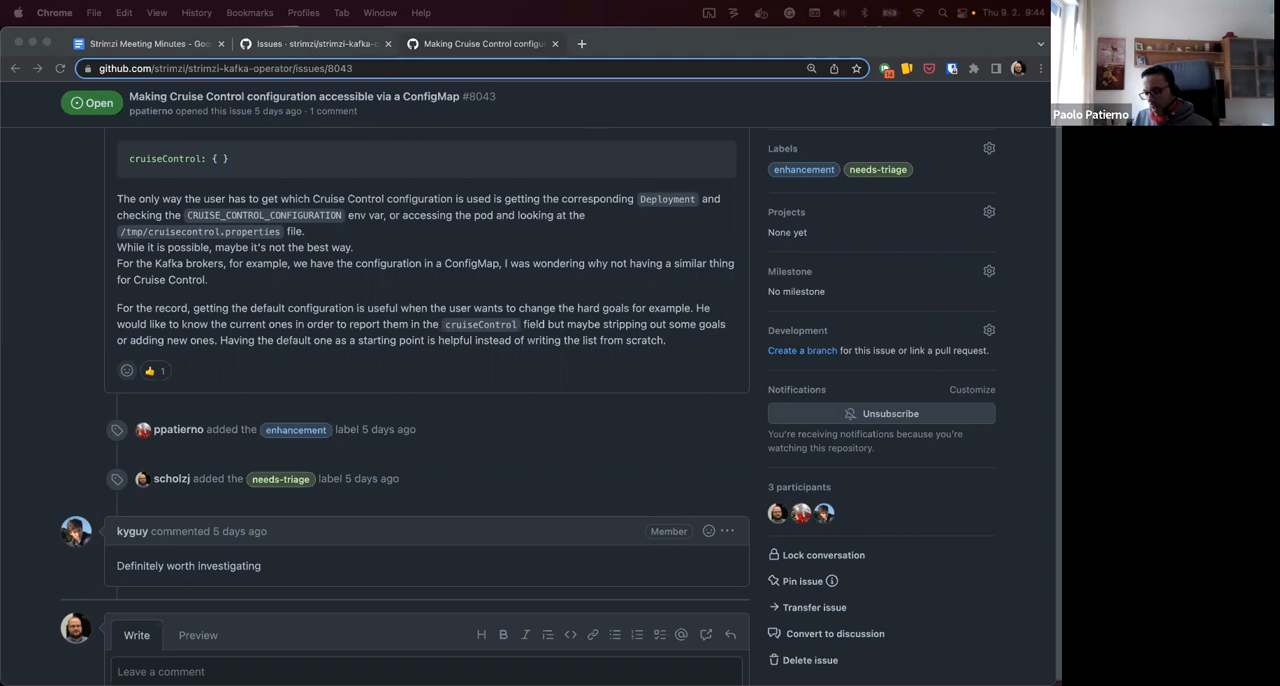 Chrome File Edit View History Bookmarks Profiles Tab Window Help Thu 9. 2. 9:44
Strimzi Meeting Minutes - Goo
Issues · strimzi/strimzi-kafka-o
Making Cruise Control configu
github.com/strimzi/strimzi-kafka-operator/issues/8043
14
Paolo Patierno
Open
Making Cruise Control configuration accessible via a ConfigMap #8043
ppatierno opened this issue 5 days ago · 1 comment
cruiseControl: { }
The only way the user has to get which Cruise Control configuration is used is getting the corresponding Deployment and
checking the CRUISE_CONTROL_CONFIGURATION env var, or accessing the pod and looking at the
/tmp/cruisecontrol.properties file.
While it is possible, maybe it's not the best way.
For the Kafka brokers, for example, we have the configuration in a ConfigMap, I was wondering why not having a similar thing
for Cruise Control.
For the record, getting the default configuration is useful when the user wants to change the hard goals for example. He
would like to know the current ones in order to report them in the cruiseControl field but maybe stripping out some goals
or adding new ones. Having the default one as a starting point is helpful instead of writing the list from scratch.
1
ppatierno added the enhancement label 5 days ago
scholzj added the needs-triage label 5 days ago
kyguy commented 5 days ago
Member
Definitely worth investigating
Write
Preview
Leave a comment
Labels
enhancement needs-triage
Projects
None yet
Milestone
No milestone
Development
Create a branch for this issue or link a pull request.
Notifications
Customize
Unsubscribe
You're receiving notifications because you're
watching this repository.
3 participants
Lock conversation
Pin issue
Transfer issue
Convert to discussion
Delete issue